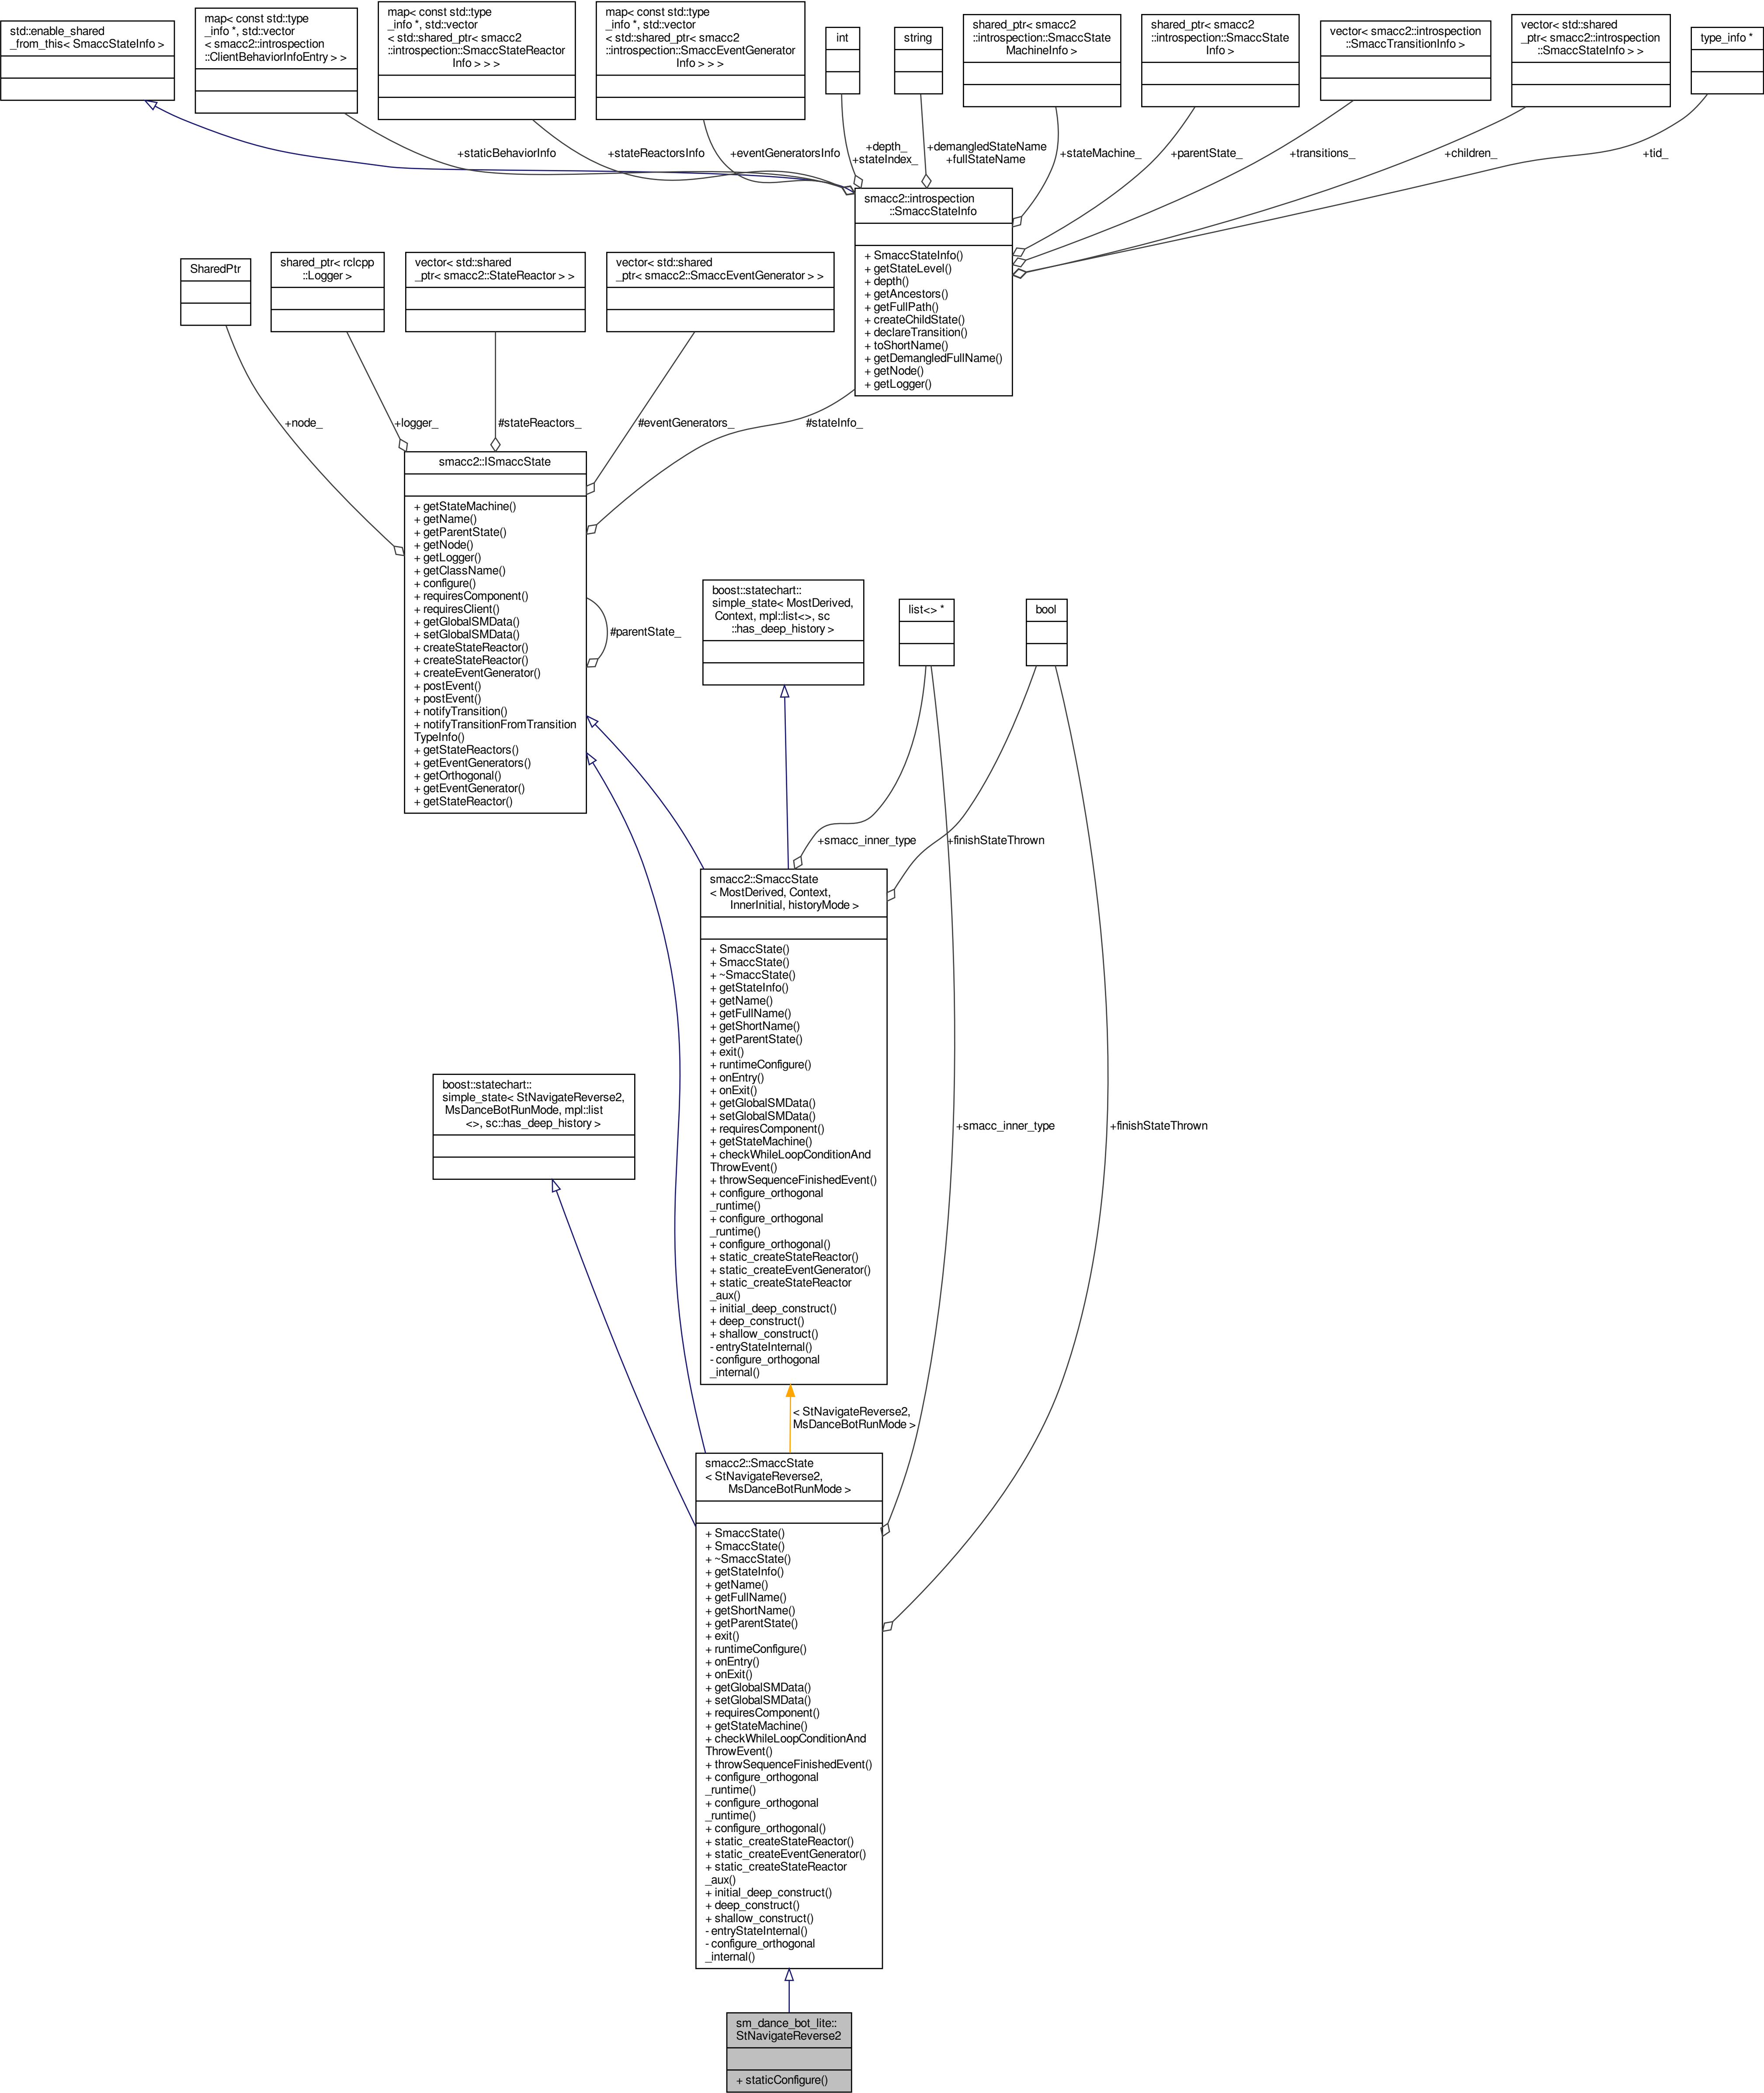 std::enable_shared
_from_this< SmaccStateInfo >
map< const std::type
_info *, std::vector
< smacc2::introspection
::ClientBehaviorInfoEntry > >
map< const std::type
_info *, std::vector
< std::shared_ptr< smacc2
::introspection::SmaccStateReactor
Info > > >
map< const std::type
_info *, std::vector
< std::shared_ptr< smacc2
::introspection::SmaccEventGenerator
Info > > >
int
string
shared_ptr< smacc2
::introspection::SmaccState
MachineInfo >
shared_ptr< smacc2
::introspection::SmaccState
Info >
vector< smacc2::introspection
::SmaccTransitionInfo >
vector< std::shared
_ptr< smacc2::introspection
::SmaccStateInfo > >
type_info *
+staticBehaviorInfo
+stateReactorsInfo
+eventGeneratorsInfo
+depth_
+stateIndex_
+demangledStateName
+fullStateName
+stateMachine_
+parentState_
+transitions_
+children_
+tid_
smacc2::introspection
::SmaccStateInfo
+ SmaccStateInfo()
+ getStateLevel()
+ depth()
+ getAncestors()
+ getFullPath()
+ createChildState()
+ declareTransition()
+ toShortName()
+ getDemangledFullName()
+ getNode()
+ getLogger()
SharedPtr
shared_ptr< rclcpp
::Logger >
vector< std::shared
_ptr< smacc2::StateReactor > >
vector< std::shared
_ptr< smacc2::SmaccEventGenerator > >
+node_
+logger_
#stateReactors_
#eventGenerators_
#stateInfo_
smacc2::ISmaccState
+ getStateMachine()
+ getName()
+ getParentState()
+ getNode()
+ getLogger()
+ getClassName()
+ configure()
+ requiresComponent()
+ requiresClient()
+ getGlobalSMData()
+ setGlobalSMData()
+ createStateReactor()
+ createStateReactor()
+ createEventGenerator()
+ postEvent()
+ postEvent()
+ notifyTransition()
+ notifyTransitionFromTransition
TypeInfo()
+ getStateReactors()
+ getEventGenerators()
+ getOrthogonal()
+ getEventGenerator()
+ getStateReactor()
#parentState_
boost::statechart::
simple_state< MostDerived,
Context, mpl::list<>, sc
::has_deep_history >
list<> *
bool
+smacc_inner_type
+finishStateThrown
smacc2::SmaccState
< MostDerived, Context,
InnerInitial, historyMode >
+ SmaccState()
+ SmaccState()
+ ~SmaccState()
+ getStateInfo()
+ getName()
+ getFullName()
+ getShortName()
+ getParentState()
+ exit()
+ runtimeConfigure()
+ onEntry()
+ onExit()
+ getGlobalSMData()
+ setGlobalSMData()
+ requiresComponent()
+ getStateMachine()
+ checkWhileLoopConditionAnd
ThrowEvent()
+ throwSequenceFinishedEvent()
+ configure_orthogonal
_runtime()
+ configure_orthogonal
_runtime()
+ configure_orthogonal()
+ static_createStateReactor()
+ static_createEventGenerator()
+ static_createStateReactor
_aux()
+ initial_deep_construct()
+ deep_construct()
+ shallow_construct()
- entryStateInternal()
- configure_orthogonal
_internal()
boost::statechart::
simple_state< StNavigateReverse2,
MsDanceBotRunMode, mpl::list
<>, sc::has_deep_history >
+smacc_inner_type
+finishStateThrown
< StNavigateReverse2,
MsDanceBotRunMode >
smacc2::SmaccState
< StNavigateReverse2,
MsDanceBotRunMode >
+ SmaccState()
+ SmaccState()
+ ~SmaccState()
+ getStateInfo()
+ getName()
+ getFullName()
+ getShortName()
+ getParentState()
+ exit()
+ runtimeConfigure()
+ onEntry()
+ onExit()
+ getGlobalSMData()
+ setGlobalSMData()
+ requiresComponent()
+ getStateMachine()
+ checkWhileLoopConditionAnd
ThrowEvent()
+ throwSequenceFinishedEvent()
+ configure_orthogonal
_runtime()
+ configure_orthogonal
_runtime()
+ configure_orthogonal()
+ static_createStateReactor()
+ static_createEventGenerator()
+ static_createStateReactor
_aux()
+ initial_deep_construct()
+ deep_construct()
+ shallow_construct()
- entryStateInternal()
- configure_orthogonal
_internal()
sm_dance_bot_lite::
StNavigateReverse2
+ staticConfigure()